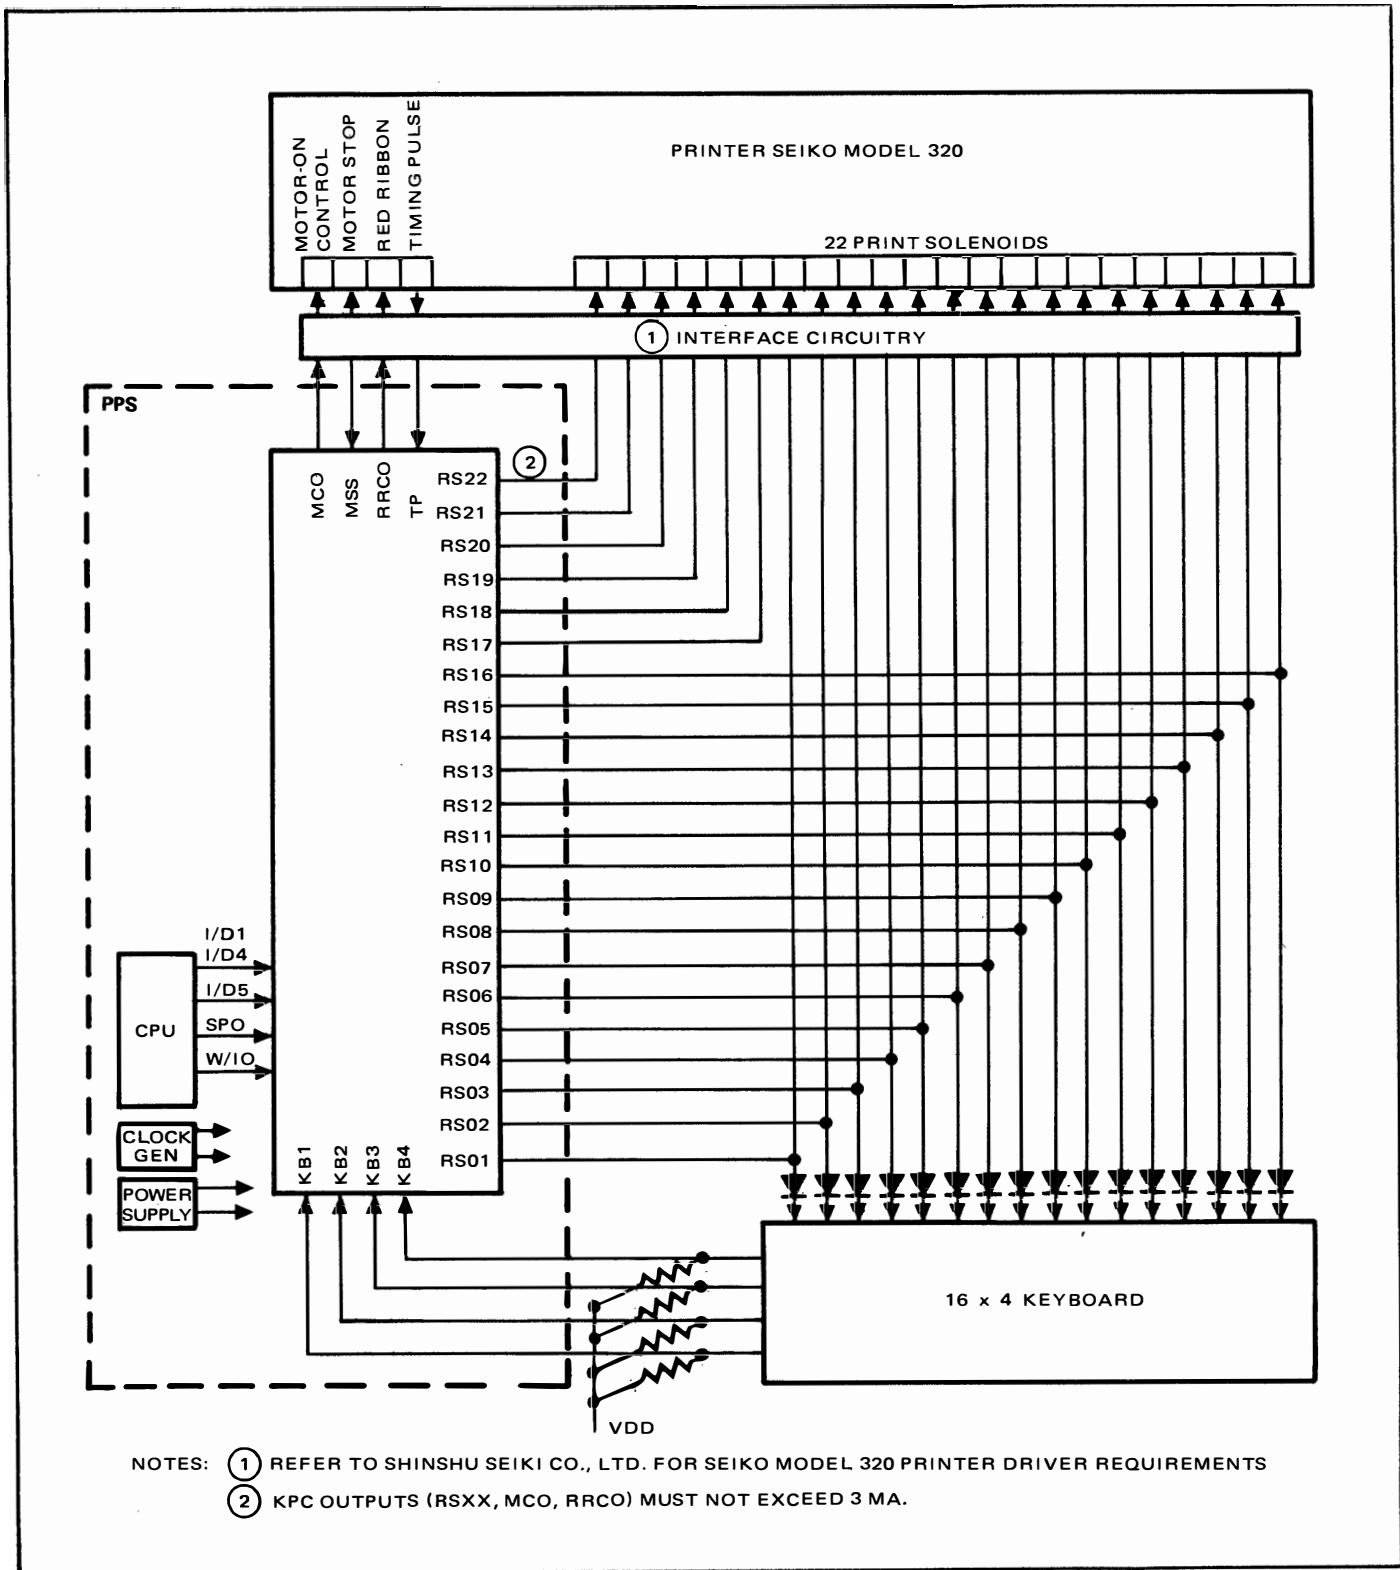 MOTOR-ON
CONTROL
MOTOR STOP
RED RIBBON
TIMING PULSE
PRINTER SEIKO MODEL 320
22 PRINT SOLENOIDS
1 INTERFACE CIRCUITRY
PPS
MCO
MSS
RRCO
TP
2
RS22
RS21
RS20
RS19
RS18
RS17
RS16
RS15
RS14
RS13
RS12
RS11
RS10
RS09
RS08
RS07
RS06
RS05
RS04
RS03
RS02
RS01
CPU
I/D1
I/D4
I/D5
SPO
W/IO
CLOCK
GEN
POWER
SUPPLY
KB1
KB2
KB3
KB4
16 x 4 KEYBOARD
VDD
NOTES: 1 REFER TO SHINSHU SEIKI CO., LTD. FOR SEIKO MODEL 320 PRINTER DRIVER REQUIREMENTS
2 KPC OUTPUTS (RSXX, MCO, RRCO) MUST NOT EXCEED 3 MA.